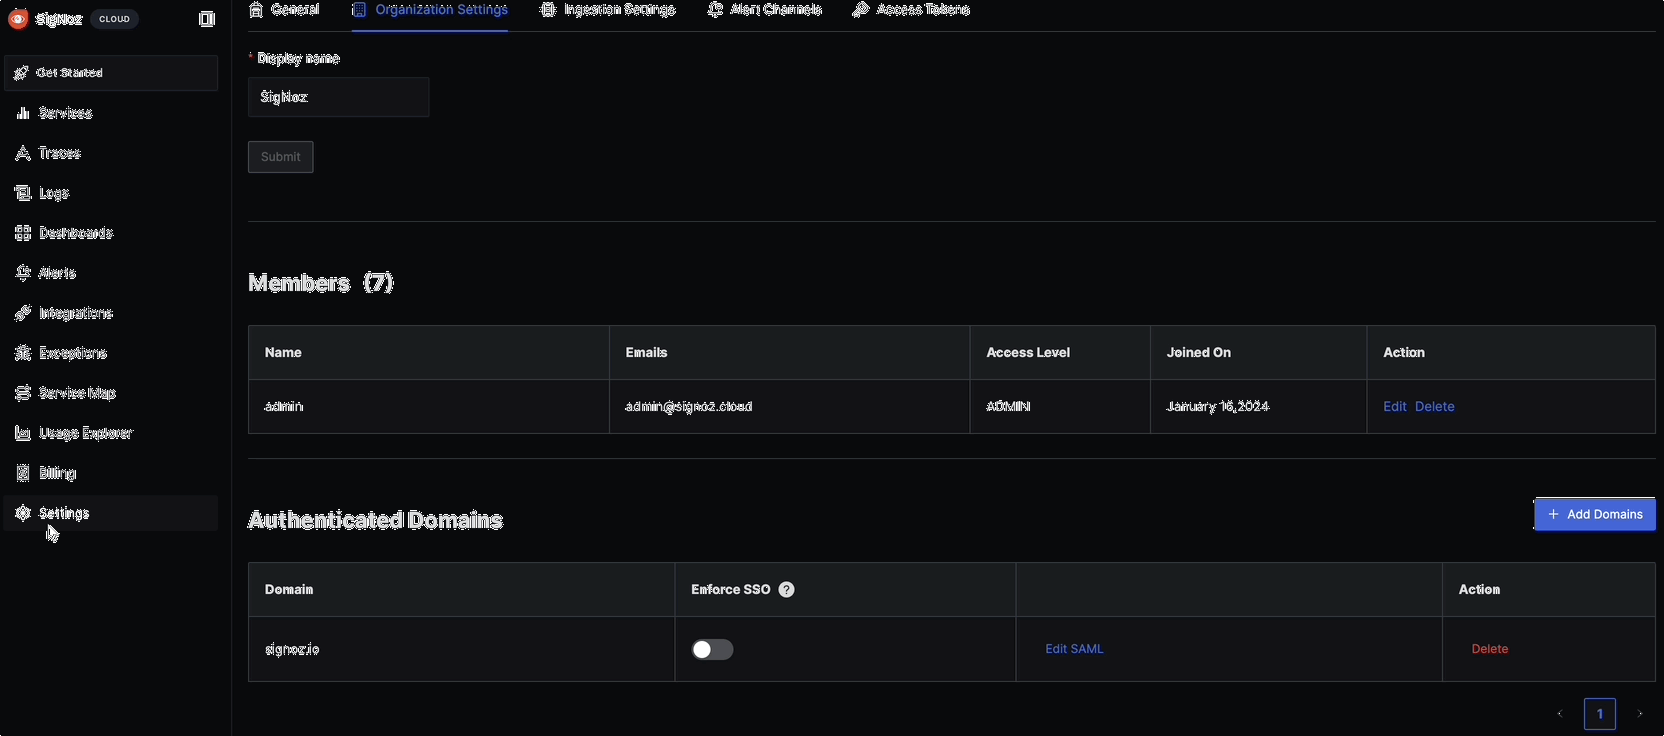 SigNoz CLOUD
General Organization Settings Ingestion Settings Alert Channels Access Tokens
Get Started
Services
Traces
Logs
Dashboards
Alerts
Integrations
Exceptions
Service Map
Usage Explorer
Billing
Settings
* Display name
SigNoz
Submit
Members (7)
Name Emails Access Level Joined On Action
admin admin@signoz.cloud ADMIN January 16, 2024 Edit Delete
Authenticated Domains
+ Add Domains
Domain Enforce SSO ? Action
signoz.io Edit SAML Delete
< 1 >